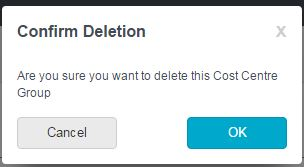 Confirm Deletion
X
Are you sure you want to delete this Cost Centre
Group
Cancel
OK